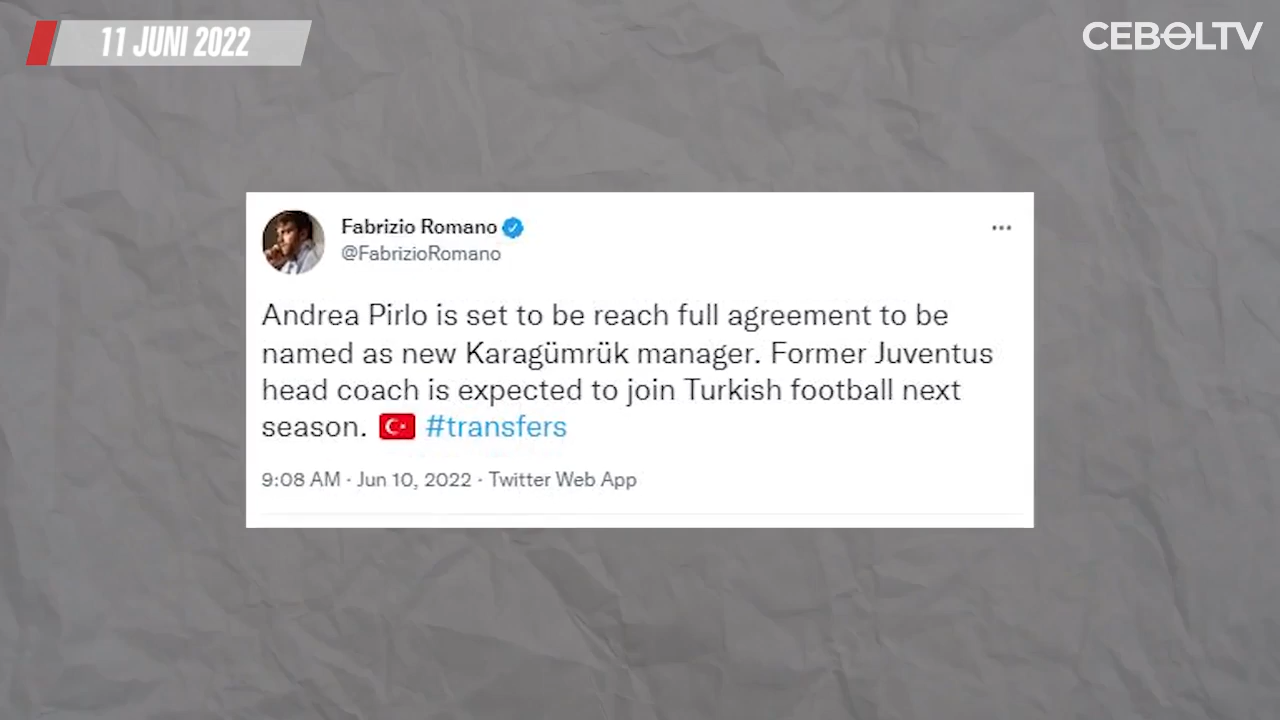 11 JUNI 2022
CEBOLTV
Fabrizio Romano
@FabrizioRomano
Andrea Pirlo is set to be reach full agreement to be
named as new Karagümrük manager. Former Juventus
head coach is expected to join Turkish football next
season. 🇹🇷 #transfers
9:08 AM · Jun 10, 2022 · Twitter Web App